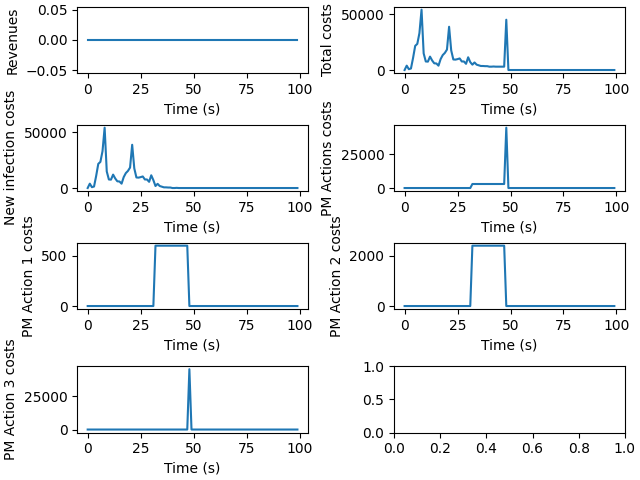 Revenues
0.05
0.00
−0.05
0 25 50 75 100
Time (s)
Total costs
50000
0
0 25 50 75 100
Time (s)
New infection costs
50000
0
0 25 50 75 100
Time (s)
PM Actions costs
25000
0
0 25 50 75 100
Time (s)
PM Action 1 costs
500
0
0 25 50 75 100
Time (s)
PM Action 2 costs
2000
0
0 25 50 75 100
Time (s)
PM Action 3 costs
25000
0
0 25 50 75 100
Time (s)
1.0
0.5
0.0
0.0 0.2 0.4 0.6 0.8 1.0